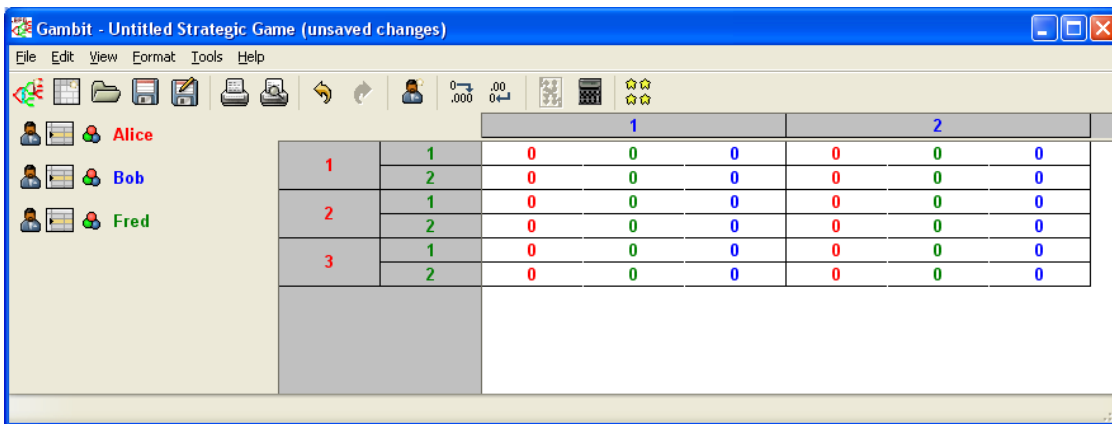 Gambit - Untitled Strategic Game (unsaved changes)
File Edit View Format Tools Help
0 .000 .00 0
Alice
Bob
Fred
1 2
1 1 0 0 0 0 0 0
2 0 0 0 0 0 0
2 1 0 0 0 0 0 0
2 0 0 0 0 0 0
3 1 0 0 0 0 0 0
2 0 0 0 0 0 0